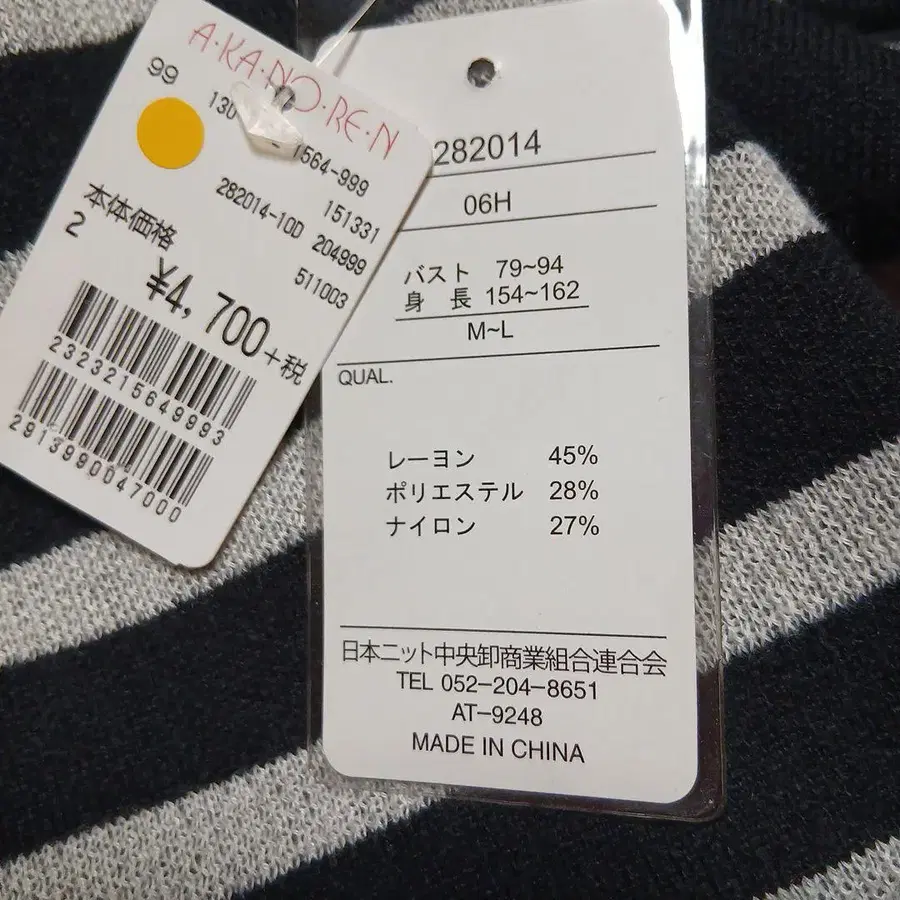 A·KA·NO·RE·N
99
130
1564-999
151331
282014-10D 204999
511003
本体価格
2
¥4,700+税
2323215649993
2913990047000
282014
06H
バスト 79~94
身 長 154~162
M~L
QUAL.
レーヨン 45%
ポリエステル 28%
ナイロン 27%
日本ニット中央卸商業組合連合会
TEL 052-204-8651
AT-9248
MADE IN CHINA